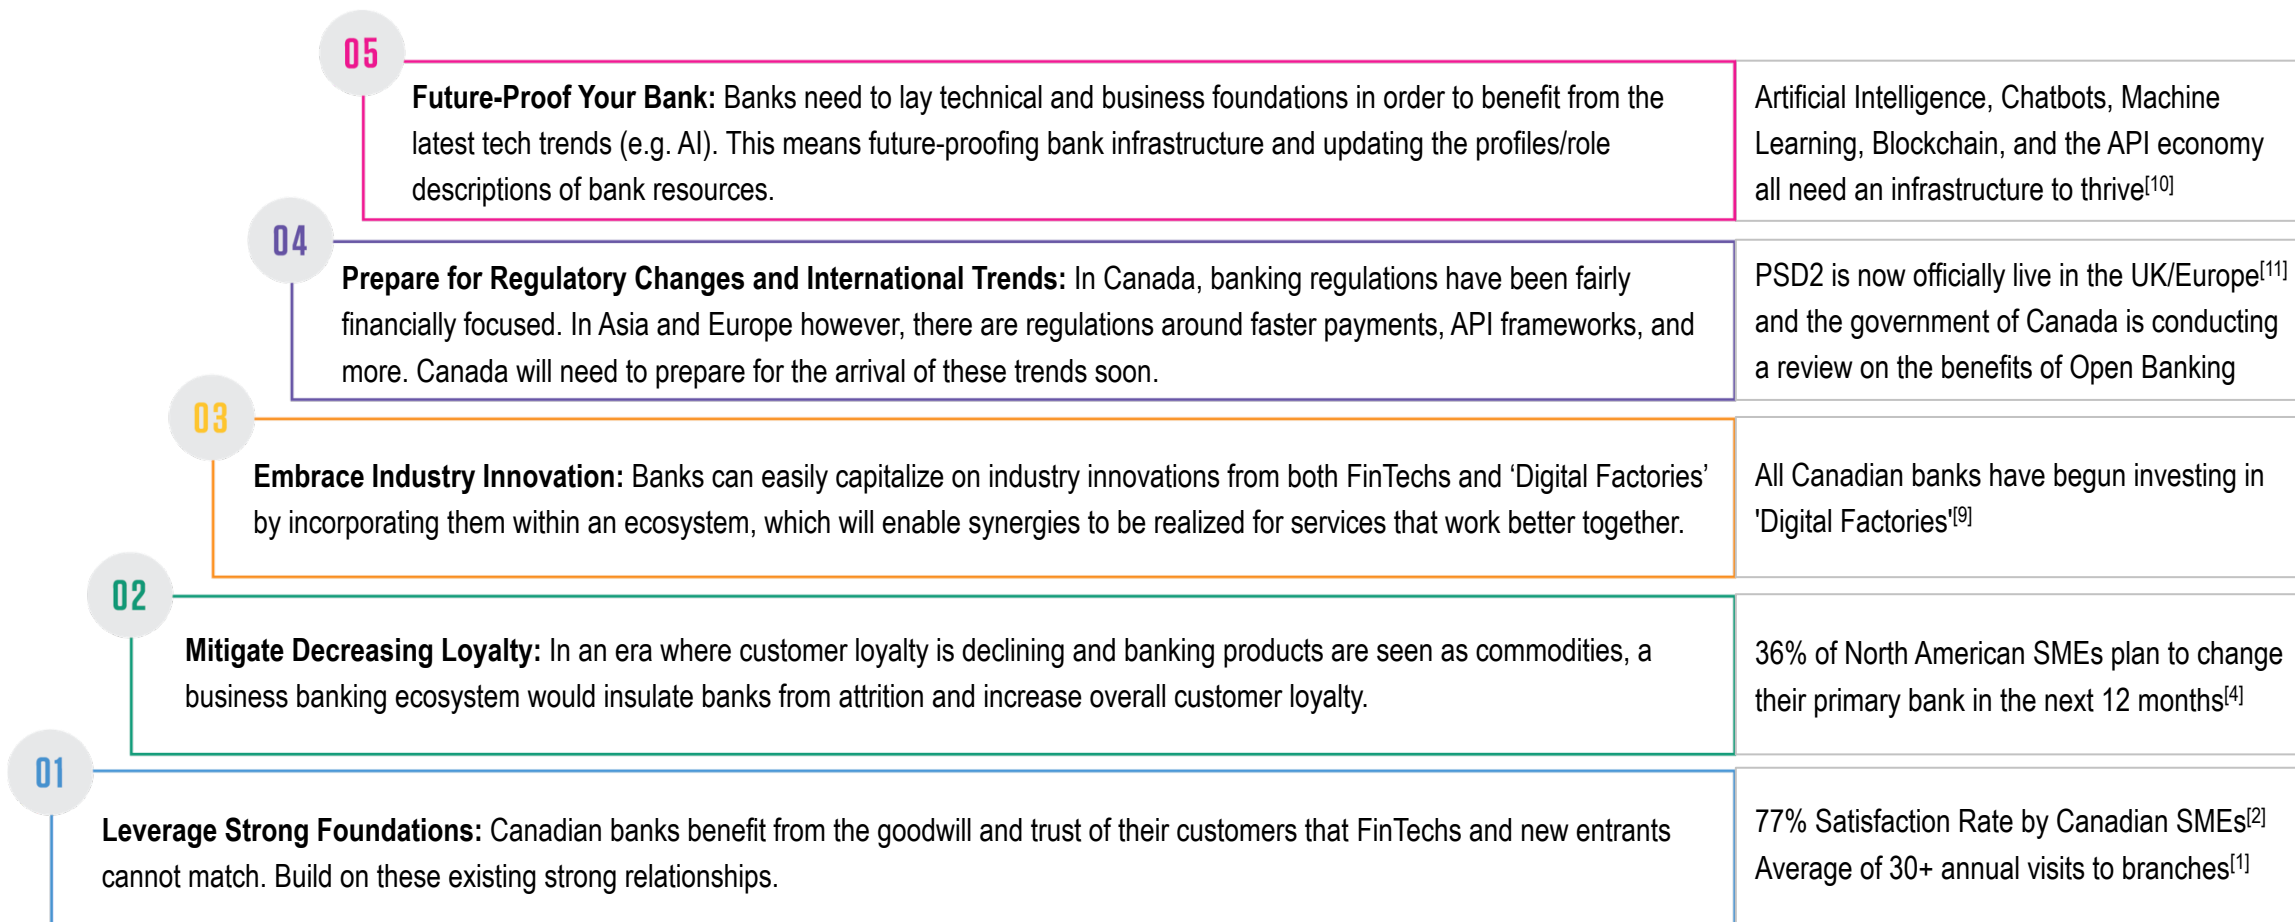 05
Future-Proof Your Bank: Banks need to lay technical and business foundations in order to benefit from the
latest tech trends (e.g. AI). This means future-proofing bank infrastructure and updating the profiles/role
descriptions of bank resources.
Artificial Intelligence, Chatbots, Machine
Learning, Blockchain, and the API economy
all need an infrastructure to thrive[10]
04
Prepare for Regulatory Changes and International Trends: In Canada, banking regulations have been fairly
financially focused. In Asia and Europe however, there are regulations around faster payments, API frameworks, and
more. Canada will need to prepare for the arrival of these trends soon.
PSD2 is now officially live in the UK/Europe[11]
and the government of Canada is conducting
a review on the benefits of Open Banking
03
Embrace Industry Innovation: Banks can easily capitalize on industry innovations from both FinTechs and ‘Digital Factories’
by incorporating them within an ecosystem, which will enable synergies to be realized for services that work better together.
All Canadian banks have begun investing in
'Digital Factories'[9]
02
Mitigate Decreasing Loyalty: In an era where customer loyalty is declining and banking products are seen as commodities, a
business banking ecosystem would insulate banks from attrition and increase overall customer loyalty.
36% of North American SMEs plan to change
their primary bank in the next 12 months[4]
01
Leverage Strong Foundations: Canadian banks benefit from the goodwill and trust of their customers that FinTechs and new entrants
cannot match. Build on these existing strong relationships.
77% Satisfaction Rate by Canadian SMEs[2]
Average of 30+ annual visits to branches[1]